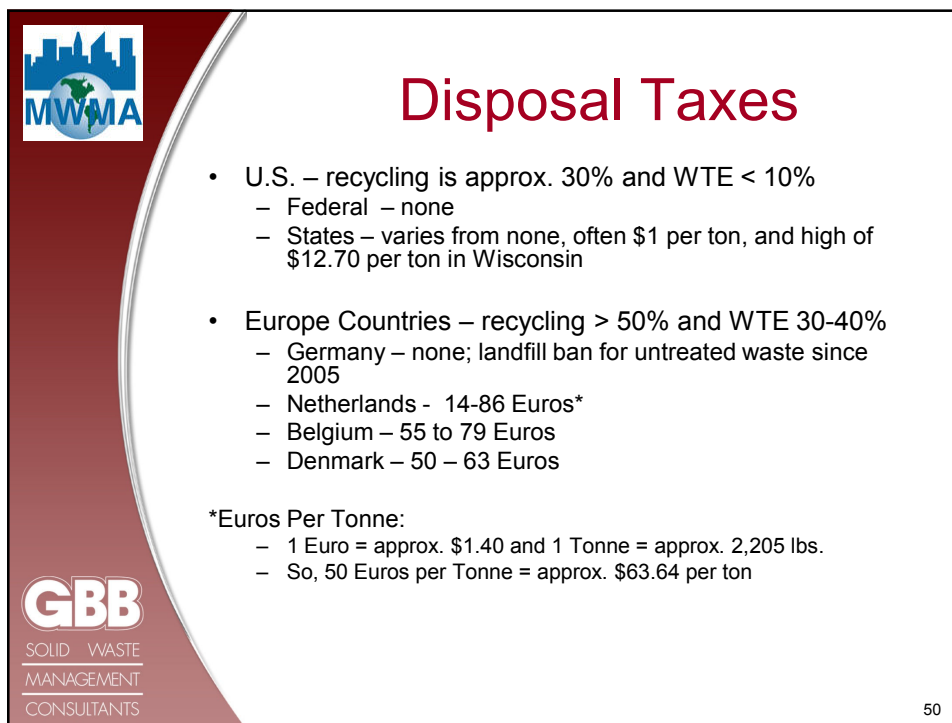 MWMA
Disposal Taxes
• U.S. – recycling is approx. 30% and WTE < 10%
– Federal – none
– States – varies from none, often $1 per ton, and high of
$12.70 per ton in Wisconsin
• Europe Countries – recycling > 50% and WTE 30-40%
– Germany – none; landfill ban for untreated waste since
2005
– Netherlands - 14-86 Euros*
– Belgium – 55 to 79 Euros
– Denmark – 50 – 63 Euros
*Euros Per Tonne:
– 1 Euro = approx. $1.40 and 1 Tonne = approx. 2,205 lbs.
– So, 50 Euros per Tonne = approx. $63.64 per ton
GBB
SOLID WASTE
MANAGEMENT
CONSULTANTS
50